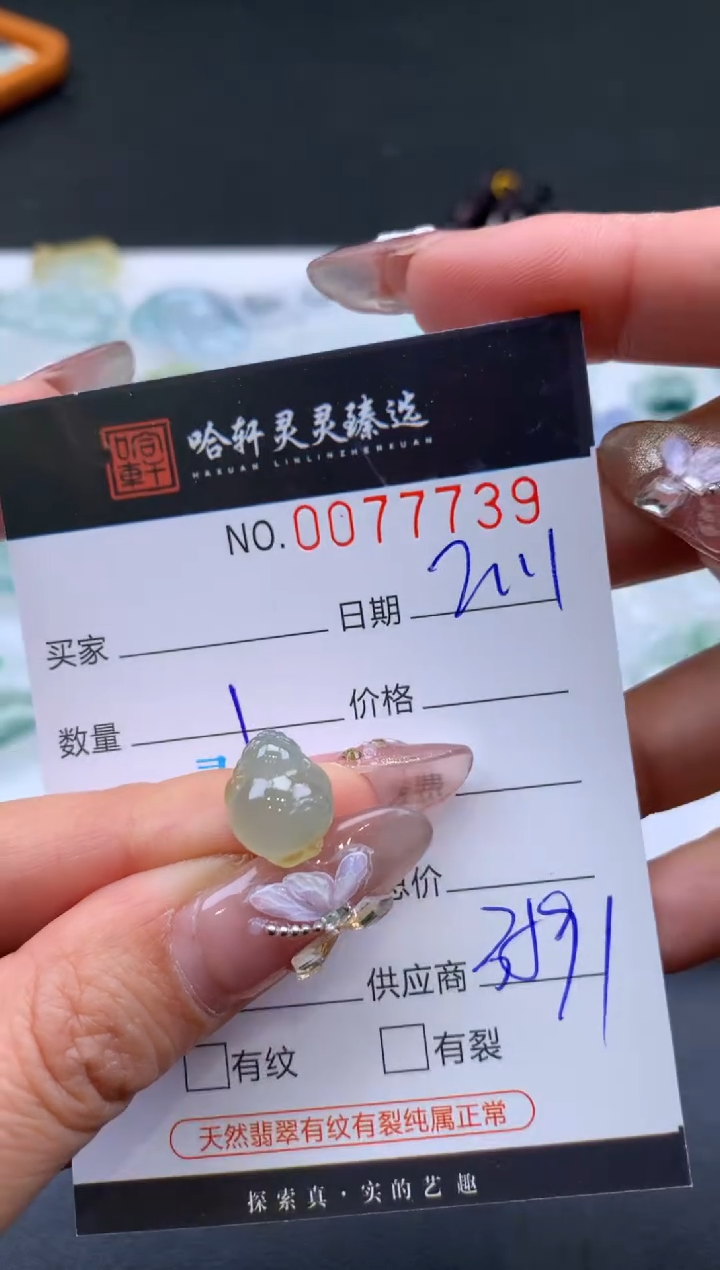 哈轩灵灵臻选
HAXUAN LINLINZHENXUAN
NO.0077739
买家 日期
数量 1 价格
费
总价
供应商
有纹 有裂
天然翡翠有纹有裂纯属正常
探索真·实的艺趣